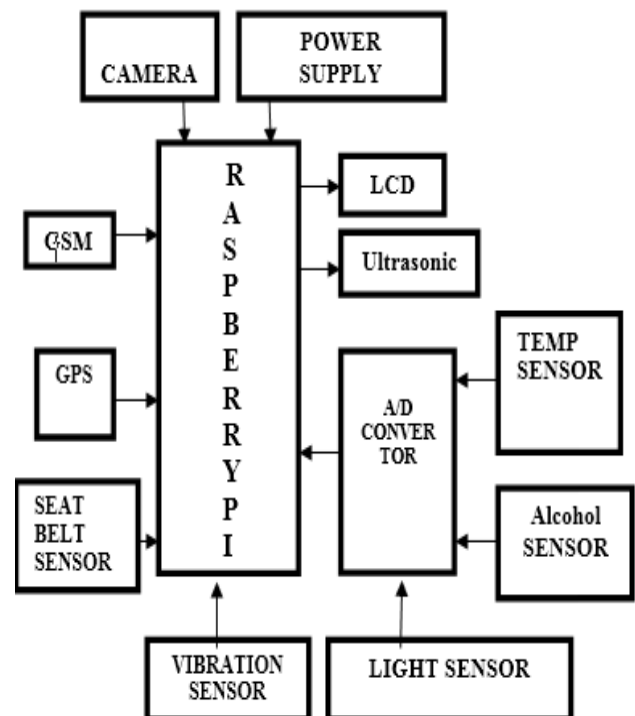 CAMERA
POWER
SUPPLY
R
A
S
P
B
E
R
R
Y
P
I
LCD
GSM
Ultrasonic
GPS
A/D
CONVER
TOR
TEMP
SENSOR
SEAT
BELT
SENSOR
Alcohol
SENSOR
VIBRATION
SENSOR
LIGHT SENSOR